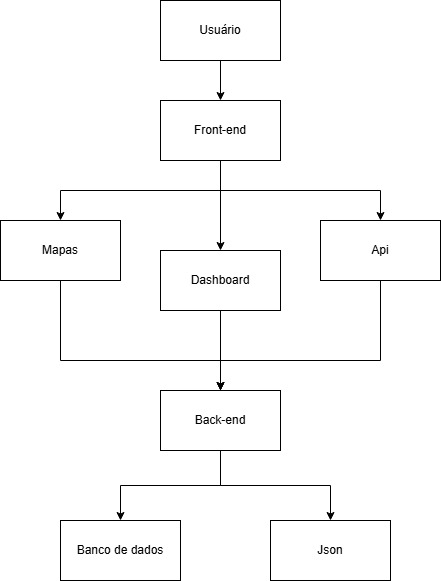 Usuário
Front-end
Mapas
Dashboard
Api
Back-end
Banco de dados
Json